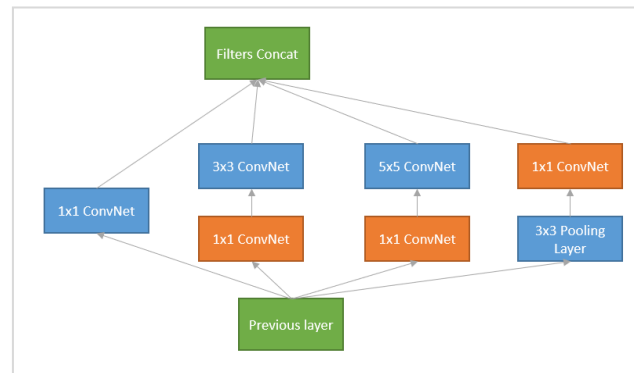 Filters Concat
3x3 ConvNet
5x5 ConvNet
1x1 ConvNet
1x1 ConvNet
1x1 ConvNet
1x1 ConvNet
3x3 Pooling
Layer
Previous layer